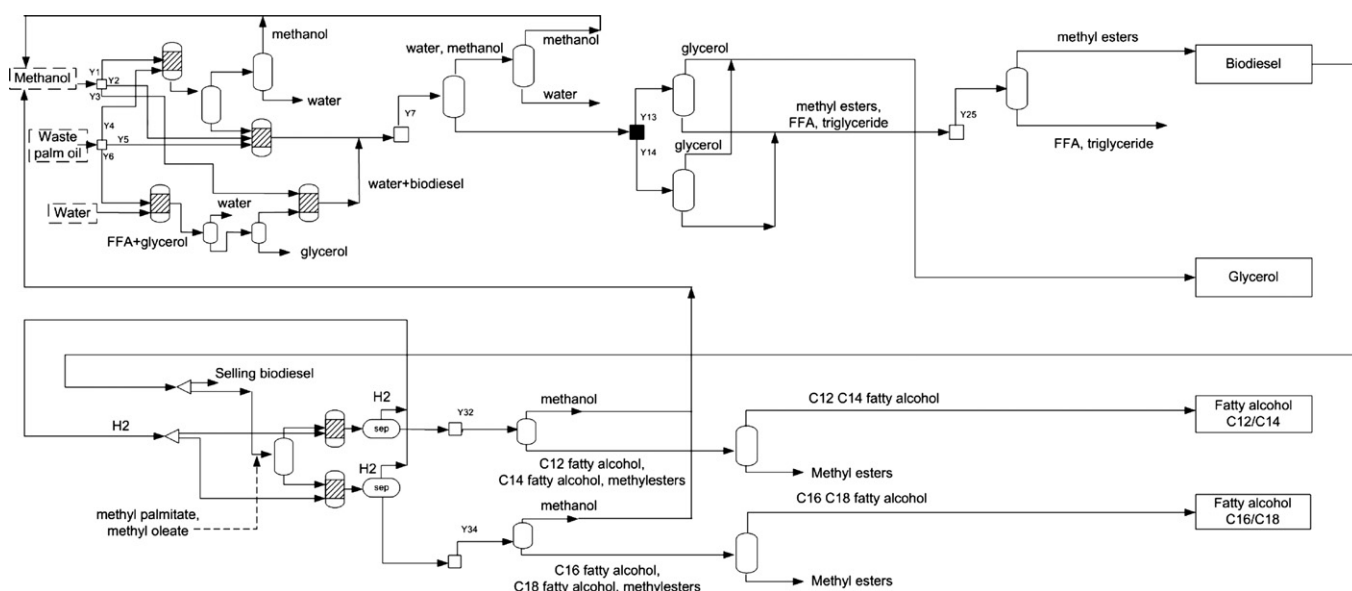 methanol
methanol
water, methanol
glycerol
methyl esters
Methanol
Y1
Y2
Y3
Biodiesel
water
water
Y7
Y13
Y14
Y25
methyl esters,
FFA, triglyceride
FFA, triglyceride
Y4
Y5
Y6
Waste
palm oil
glycerol
water+biodiesel
Water
water
FFA+glycerol
glycerol
Glycerol
Selling biodiesel
H2
H2
Y32
methanol
C12 C14 fatty alcohol
Fatty alcohol
C12/C14
H2
C12 fatty alcohol,
C14 fatty alcohol, methylesters
Methyl esters
sep
sep
methyl palmitate,
methyl oleate
Y34
methanol
C16 C18 fatty alcohol
Fatty alcohol
C16/C18
C16 fatty alcohol,
C18 fatty alcohol, methylesters
Methyl esters